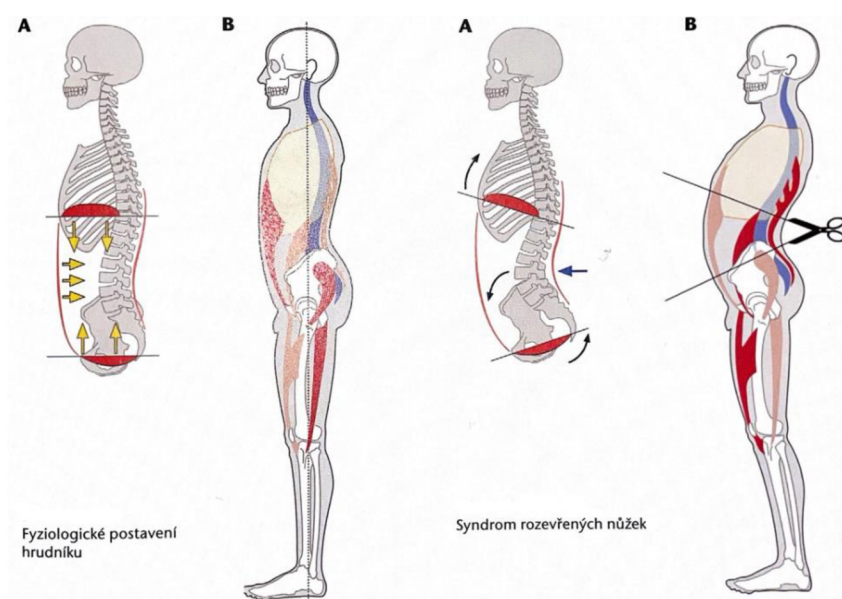 A
B
A
B
Fyziologické postavení
hrudníku
Syndrom rozevřených nůžek